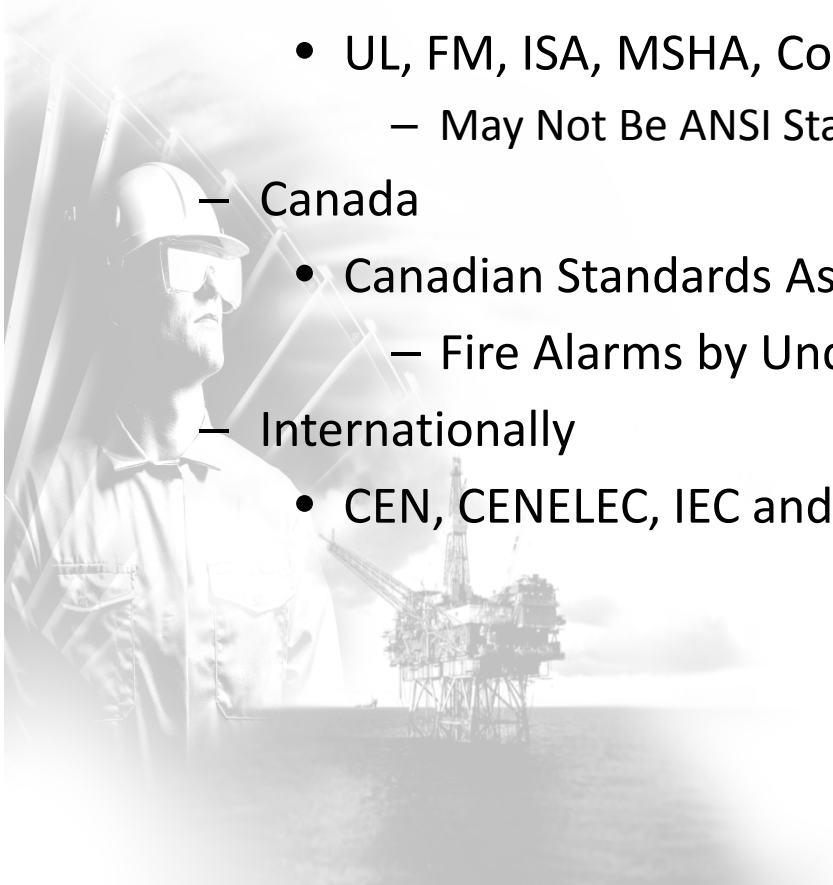 • UL, FM, ISA, MSHA, Co
– May Not Be ANSI Sta
– Canada
• Canadian Standards As
– Fire Alarms by Und
– Internationally
• CEN, CENELEC, IEC and